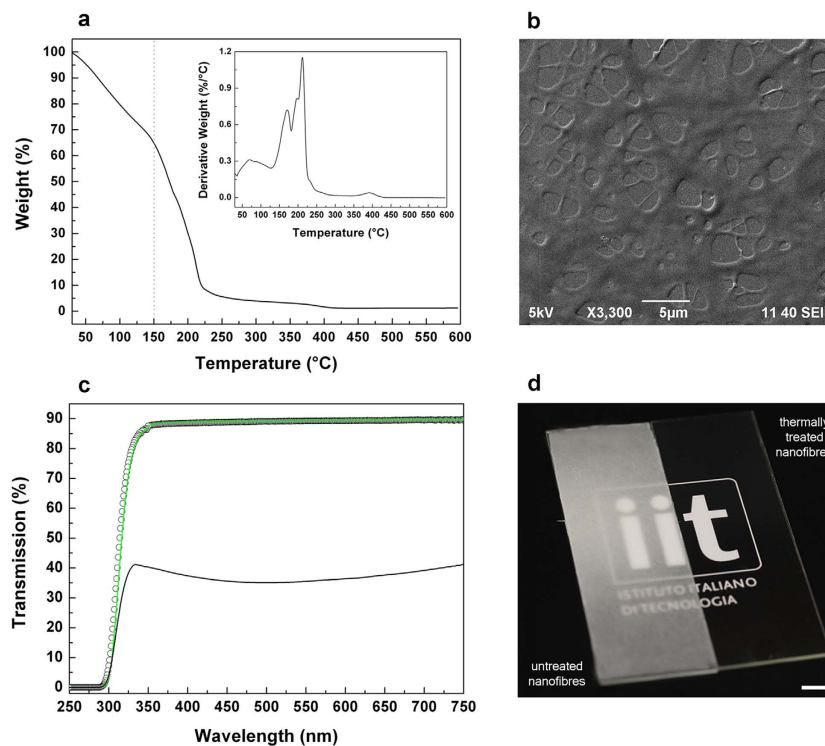 a
100
90
80
70
60
50
40
30
20
10
0
Weight (%)
50 100 150 200 250 300 350 400 450 500 550 600
Temperature (°C)
1.2
0.9
0.6
0.3
0.0
Derivative Weight (%/°C)
50 100 150 200 250 300 350 400 450 500 550 600
Temperature (°C)
b
5kV X3,300 5µm 11 40 SEI
c
90
80
70
60
50
40
30
20
10
0
Transmission (%)
250 300 350 400 450 500 550 600 650 700 750
Wavelength (nm)
d
thermally
treated
nanofibre
iit
ISTITUTO ITALIANO
DI TECNOLOGIA
untreated
nanofibres